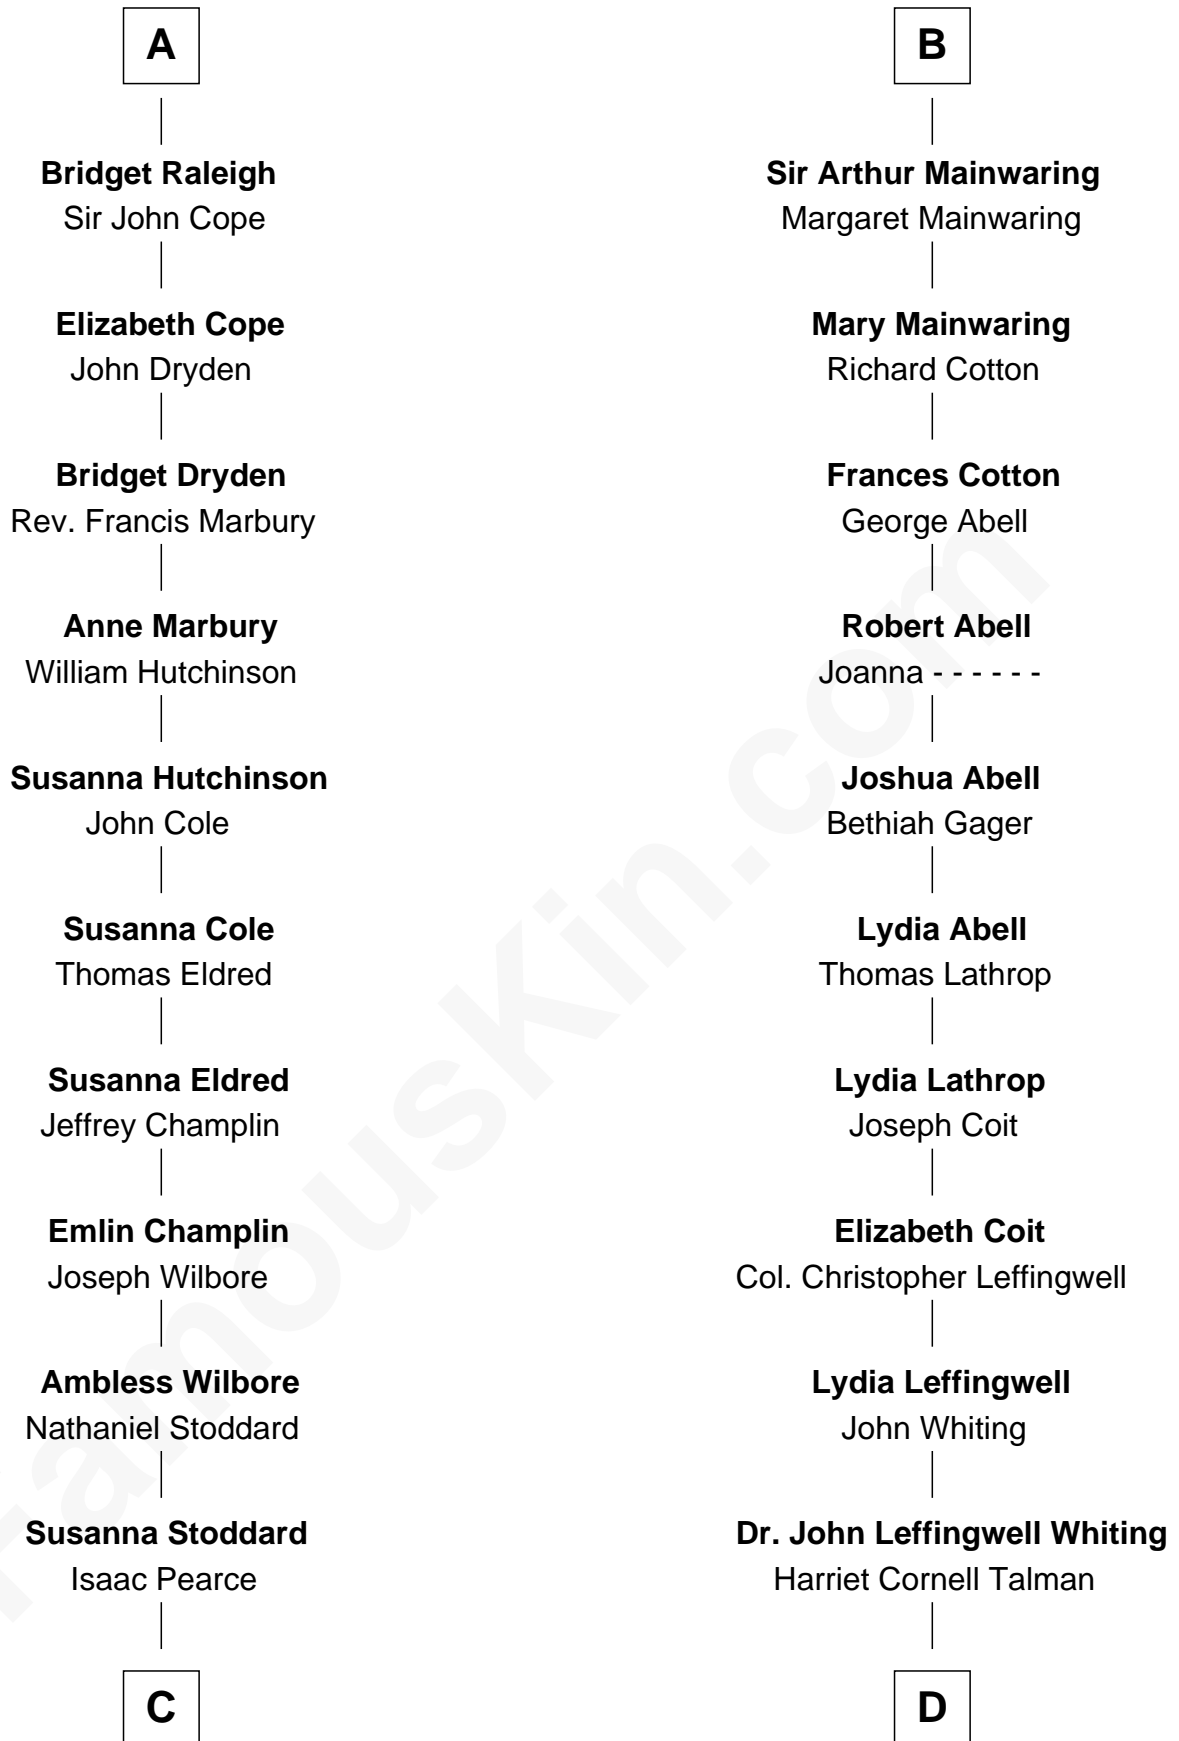 A
Bridget Raleigh
Sir John Cope
Elizabeth Cope
John Dryden
Bridget Dryden
Rev. Francis Marbury
Anne Marbury
William Hutchinson
Susanna Hutchinson
John Cole
Susanna Cole
Thomas Eldred
Susanna Eldred
Jeffrey Champlin
Emlin Champlin
Joseph Wilbore
Ambless Wilbore
Nathaniel Stoddard
Susanna Stoddard
Isaac Pearce
C
B
Sir Arthur Mainwaring
Margaret Mainwaring
Mary Mainwaring
Richard Cotton
Frances Cotton
George Abell
Robert Abell
Joanna - - - - - -
Joshua Abell
Bethiah Gager
Lydia Abell
Thomas Lathrop
Lydia Lathrop
Joseph Coit
Elizabeth Coit
Col. Christopher Leffingwell
Lydia Leffingwell
John Whiting
Dr. John Leffingwell Whiting
Harriet Cornell Talman
D
FamousKin.com